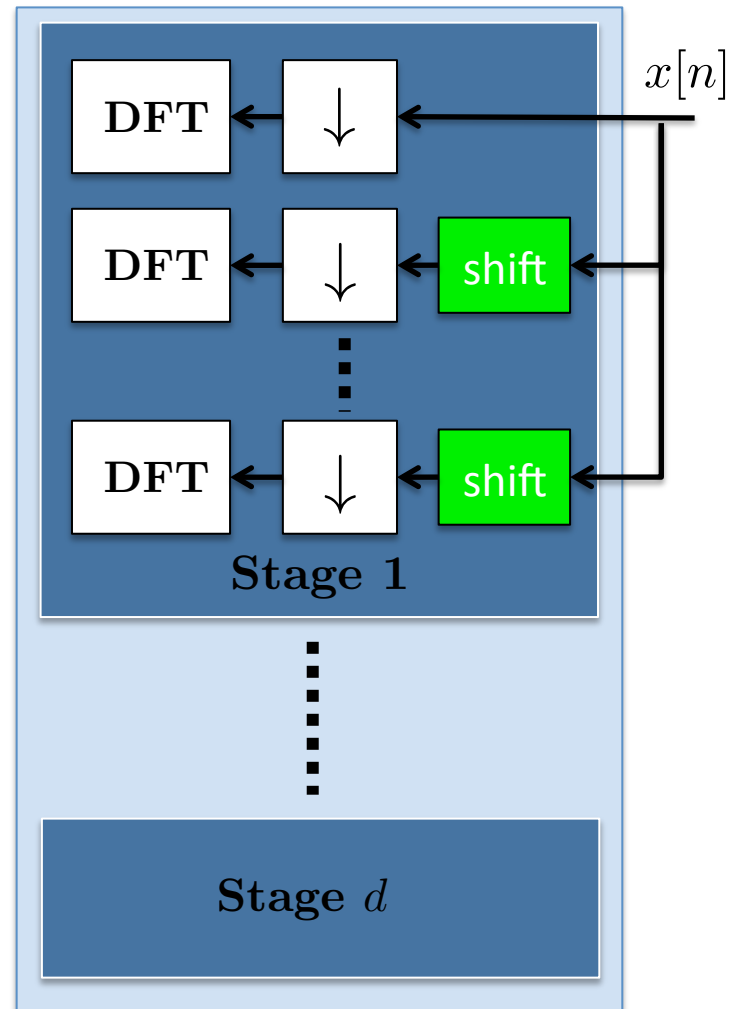 x[n]
DFT ↓
DFT ↓ shift
DFT ↓ shift
Stage 1
Stage d